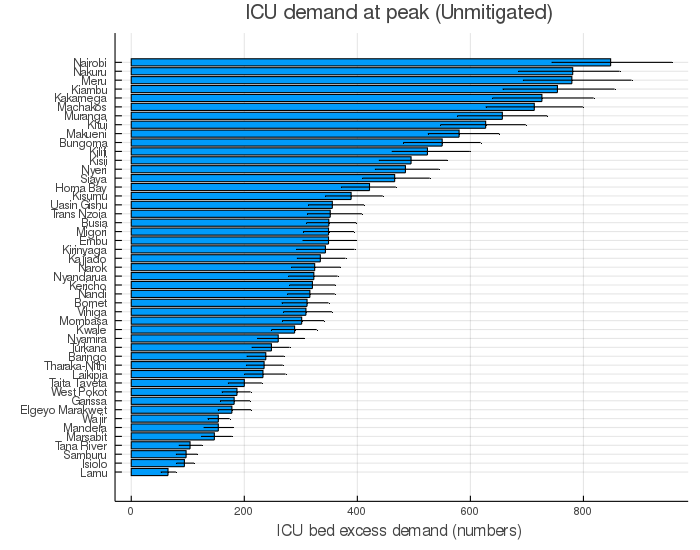 ICU demand at peak (Unmitigated)
Nairobi
Nakuru
Meru
Kiambu
Kakamega
Machakos
Muranga
Kitui
Makueni
Bungoma
Kilifi
Kisii
Nyeri
Siaya
Homa Bay
Kisumu
Uasin Gishu
Trans Nzoia
Busia
Migori
Embu
Kirinyaga
Kajiado
Narok
Nyandarua
Kericho
Nandi
Bomet
Vihiga
Mombasa
Kwale
Nyamira
Turkana
Baringo
Tharaka-Nithi
Laikipia
Taita Taveta
West Pokot
Garissa
Elgeyo Marakwet
Wajir
Mandera
Marsabit
Tana River
Samburu
Isiolo
Lamu
0 200 400 600 800
ICU bed excess demand (numbers)